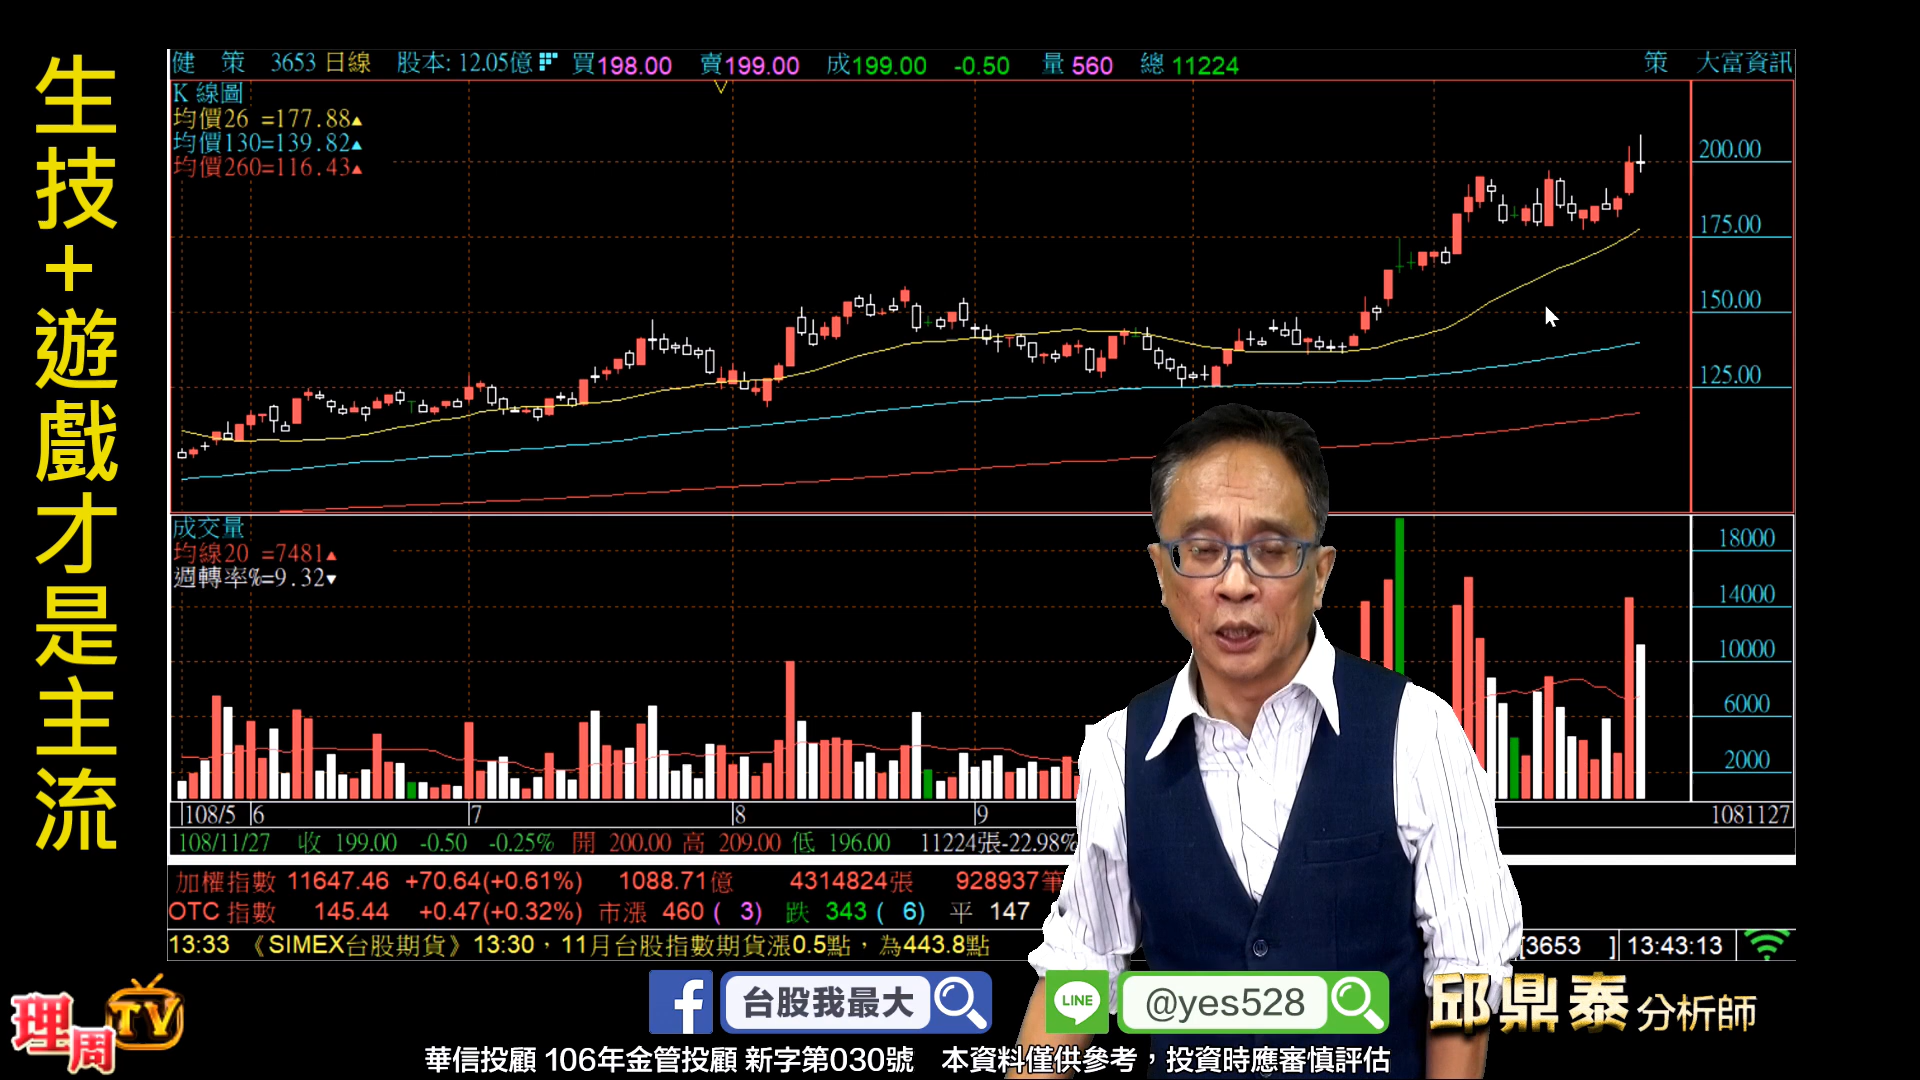 生技+遊戲才是主流
健 策 3653 日線 股本: 12.05億 買198.00 賣199.00 成199.00 -0.50 量 560 總 11224 策 大富資訊
K 線圖
均價26 =177.88▲
均價130=139.82▲
均價260=116.43▲
200.00
175.00
150.00
125.00
成交量
均線20 =7481▲
週轉率%=9.32▼
18000
14000
10000
6000
2000
108/5 6 7 8 9 1081127
108/11/27 收 199.00 -0.50 -0.25% 開 200.00 高 209.00 低 196.00 11224張-22.98%
加權指數 11647.46 +70.64(+0.61%) 1088.71億 4314824張 928937筆
OTC 指數 145.44 +0.47(+0.32%) 市漲 460 ( 3) 跌 343 ( 6) 平 147
13:33 《SIMEX台股期貨》13:30，11月台股指數期貨漲0.5點，為443.8點 [3653 ] 13:43:13
理周TV
f 台股我最大 LINE @yes528 邱鼎泰 分析師
華信投顧 106年金管投顧 新字第030號 本資料僅供參考，投資時應審慎評估